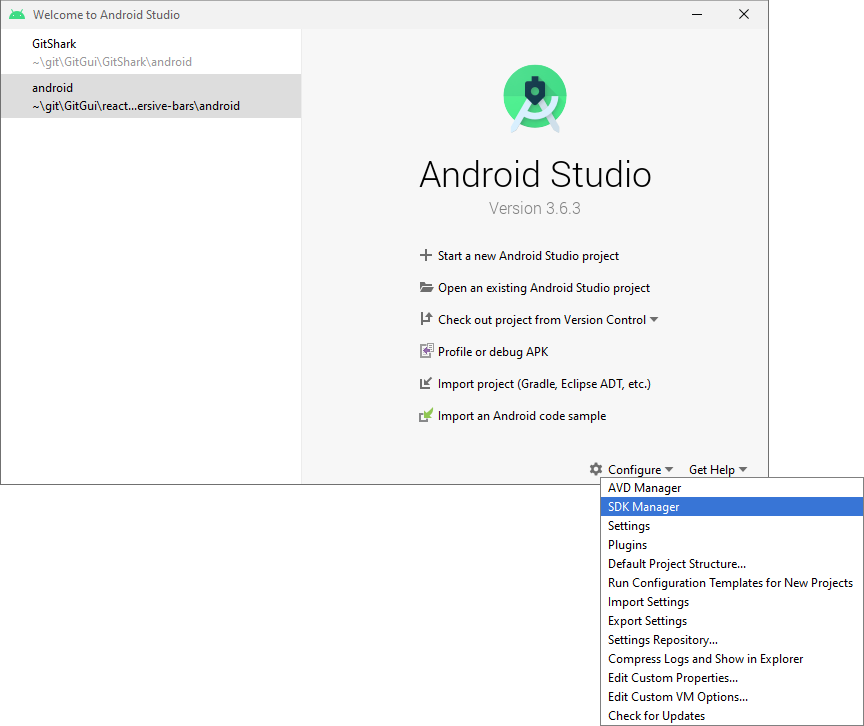 Welcome to Android Studio
GitShark
~\git\GitGui\GitShark\android
android
~\git\GitGui\react...ersive-bars\android
Android Studio
Version 3.6.3
Start a new Android Studio project
Open an existing Android Studio project
Check out project from Version Control
Profile or debug APK
Import project (Gradle, Eclipse ADT, etc.)
Import an Android code sample
Configure
Get Help
AVD Manager
SDK Manager
Settings
Plugins
Default Project Structure...
Run Configuration Templates for New Projects
Import Settings
Export Settings
Settings Repository...
Compress Logs and Show in Explorer
Edit Custom Properties...
Edit Custom VM Options...
Check for Updates